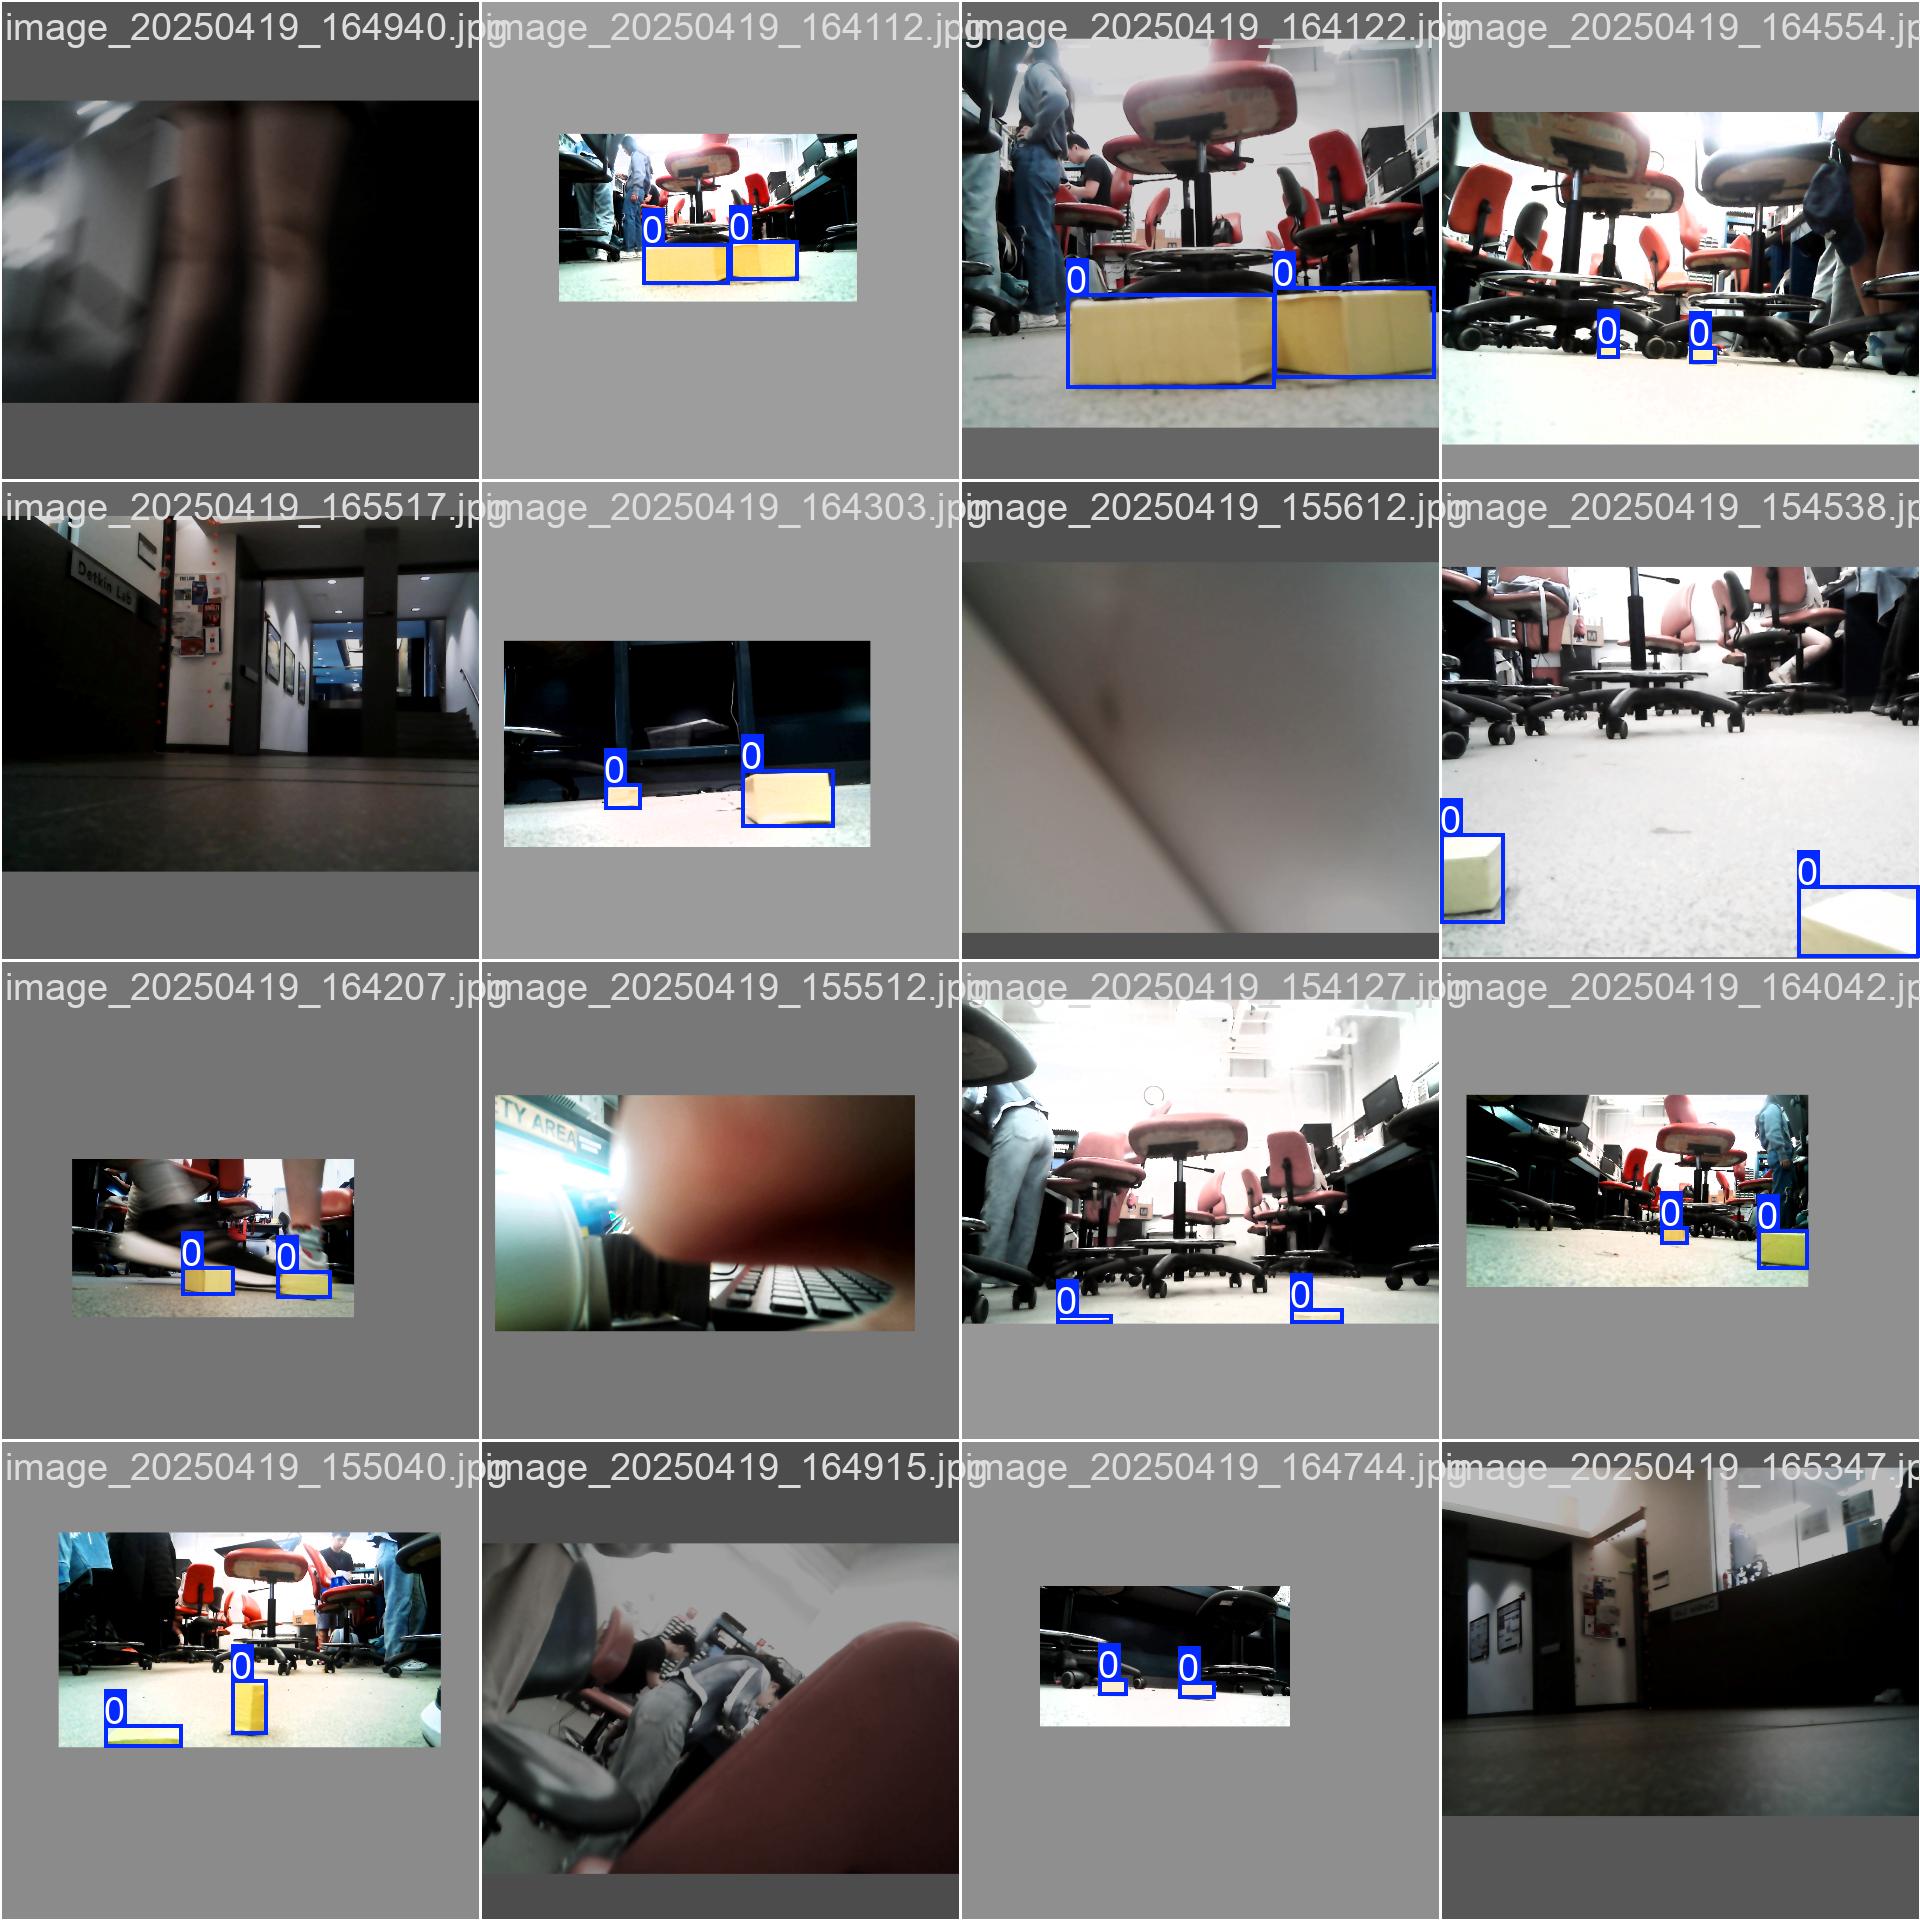 image_20250419_164940.jpg
image_20250419_164112.jpg
image_20250419_164122.jpg
image_20250419_164554.jp
0
0
0
0
0
0
image_20250419_165517.jpg
image_20250419_164303.jpg
image_20250419_155612.jpg
image_20250419_154538.jp
Detkin Lab
0
0
0
0
image_20250419_164207.jpg
image_20250419_155512.jpg
image_20250419_154127.jpg
image_20250419_164042.jp
TY AREA
0
0
0
0
0
0
image_20250419_155040.jpg
image_20250419_164915.jpg
image_20250419_164744.jpg
image_20250419_165347.jp
0
0
0
0